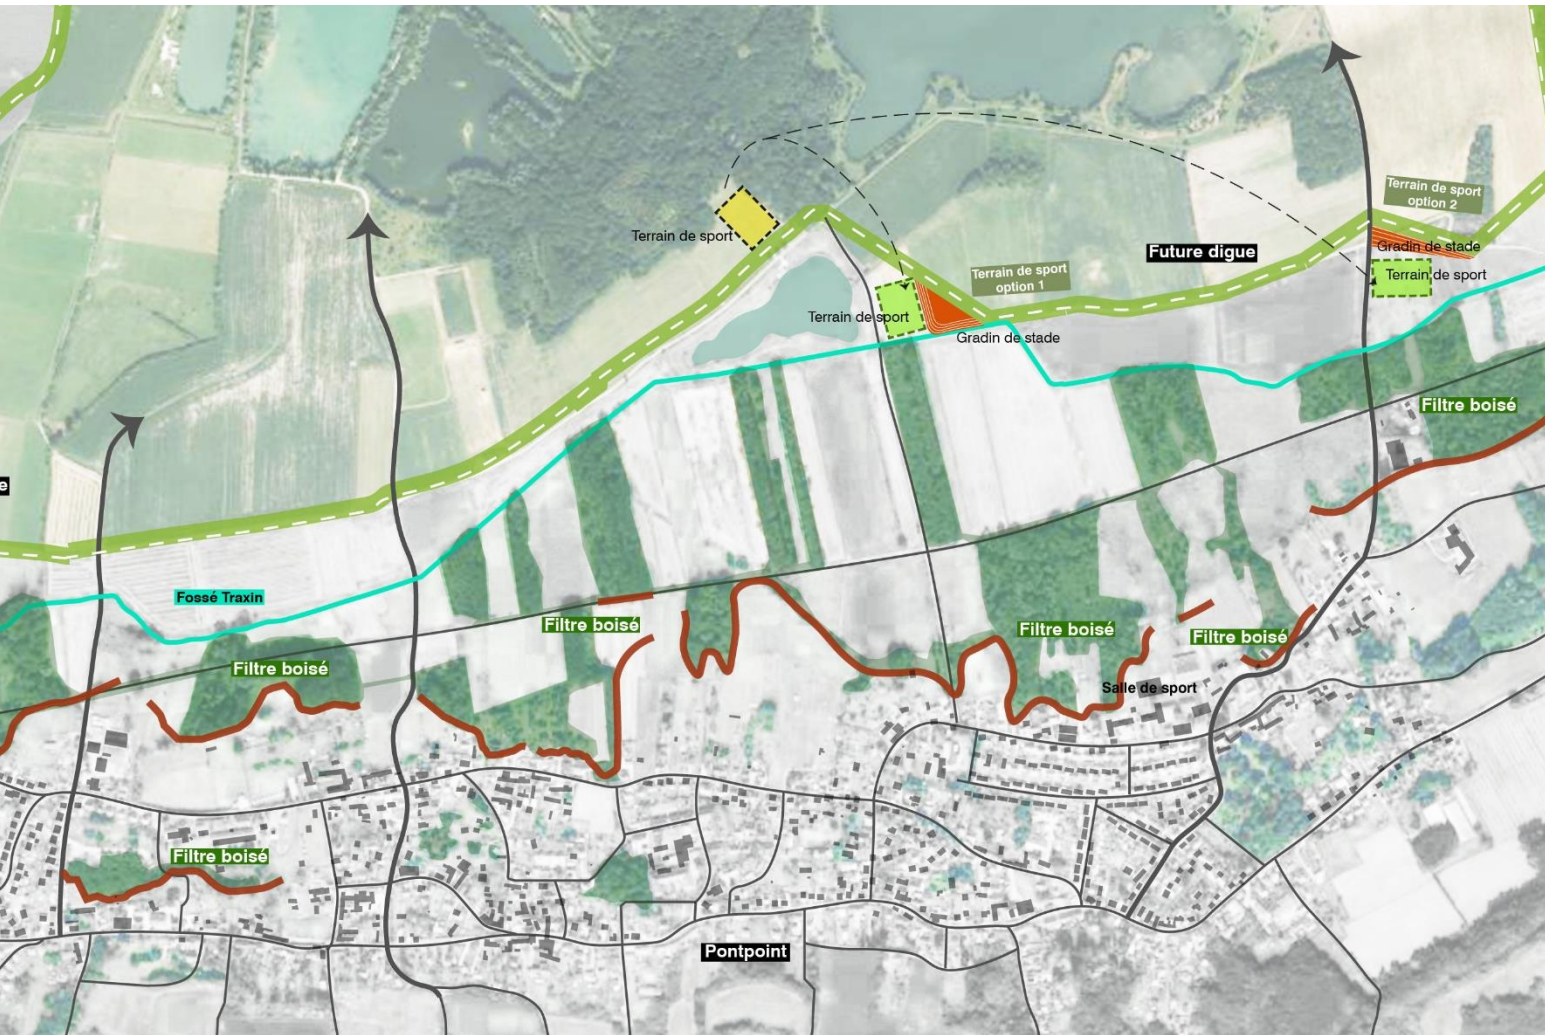 Terrain de sport
option 2
Terrain de sport
Gradin de stade
Future digue
Terrain de sport
option 1
Terrain de sport
Terrain de sport
Gradin de stade
Filtre boisé
e
Fossé Traxin
Filtre boisé
Filtre boisé
Filtre boisé
Filtre boisé
Salle de sport
Filtre boisé
Pontpoint